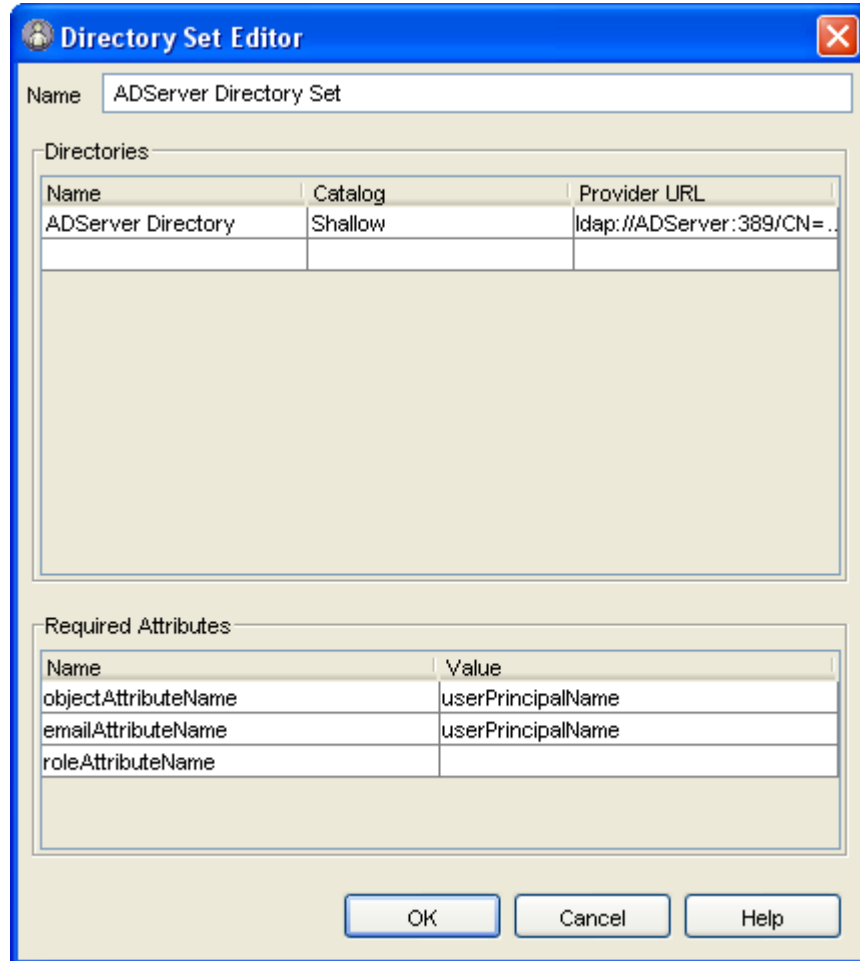 Directory Set Editor
Name ADServer Directory Set
Directories
Name Catalog Provider URL
ADServer Directory Shallow ldap://ADServer:389/CN=..
Required Attributes
Name Value
objectAttributeName userPrincipalName
emailAttributeName userPrincipalName
roleAttributeName
OK Cancel Help